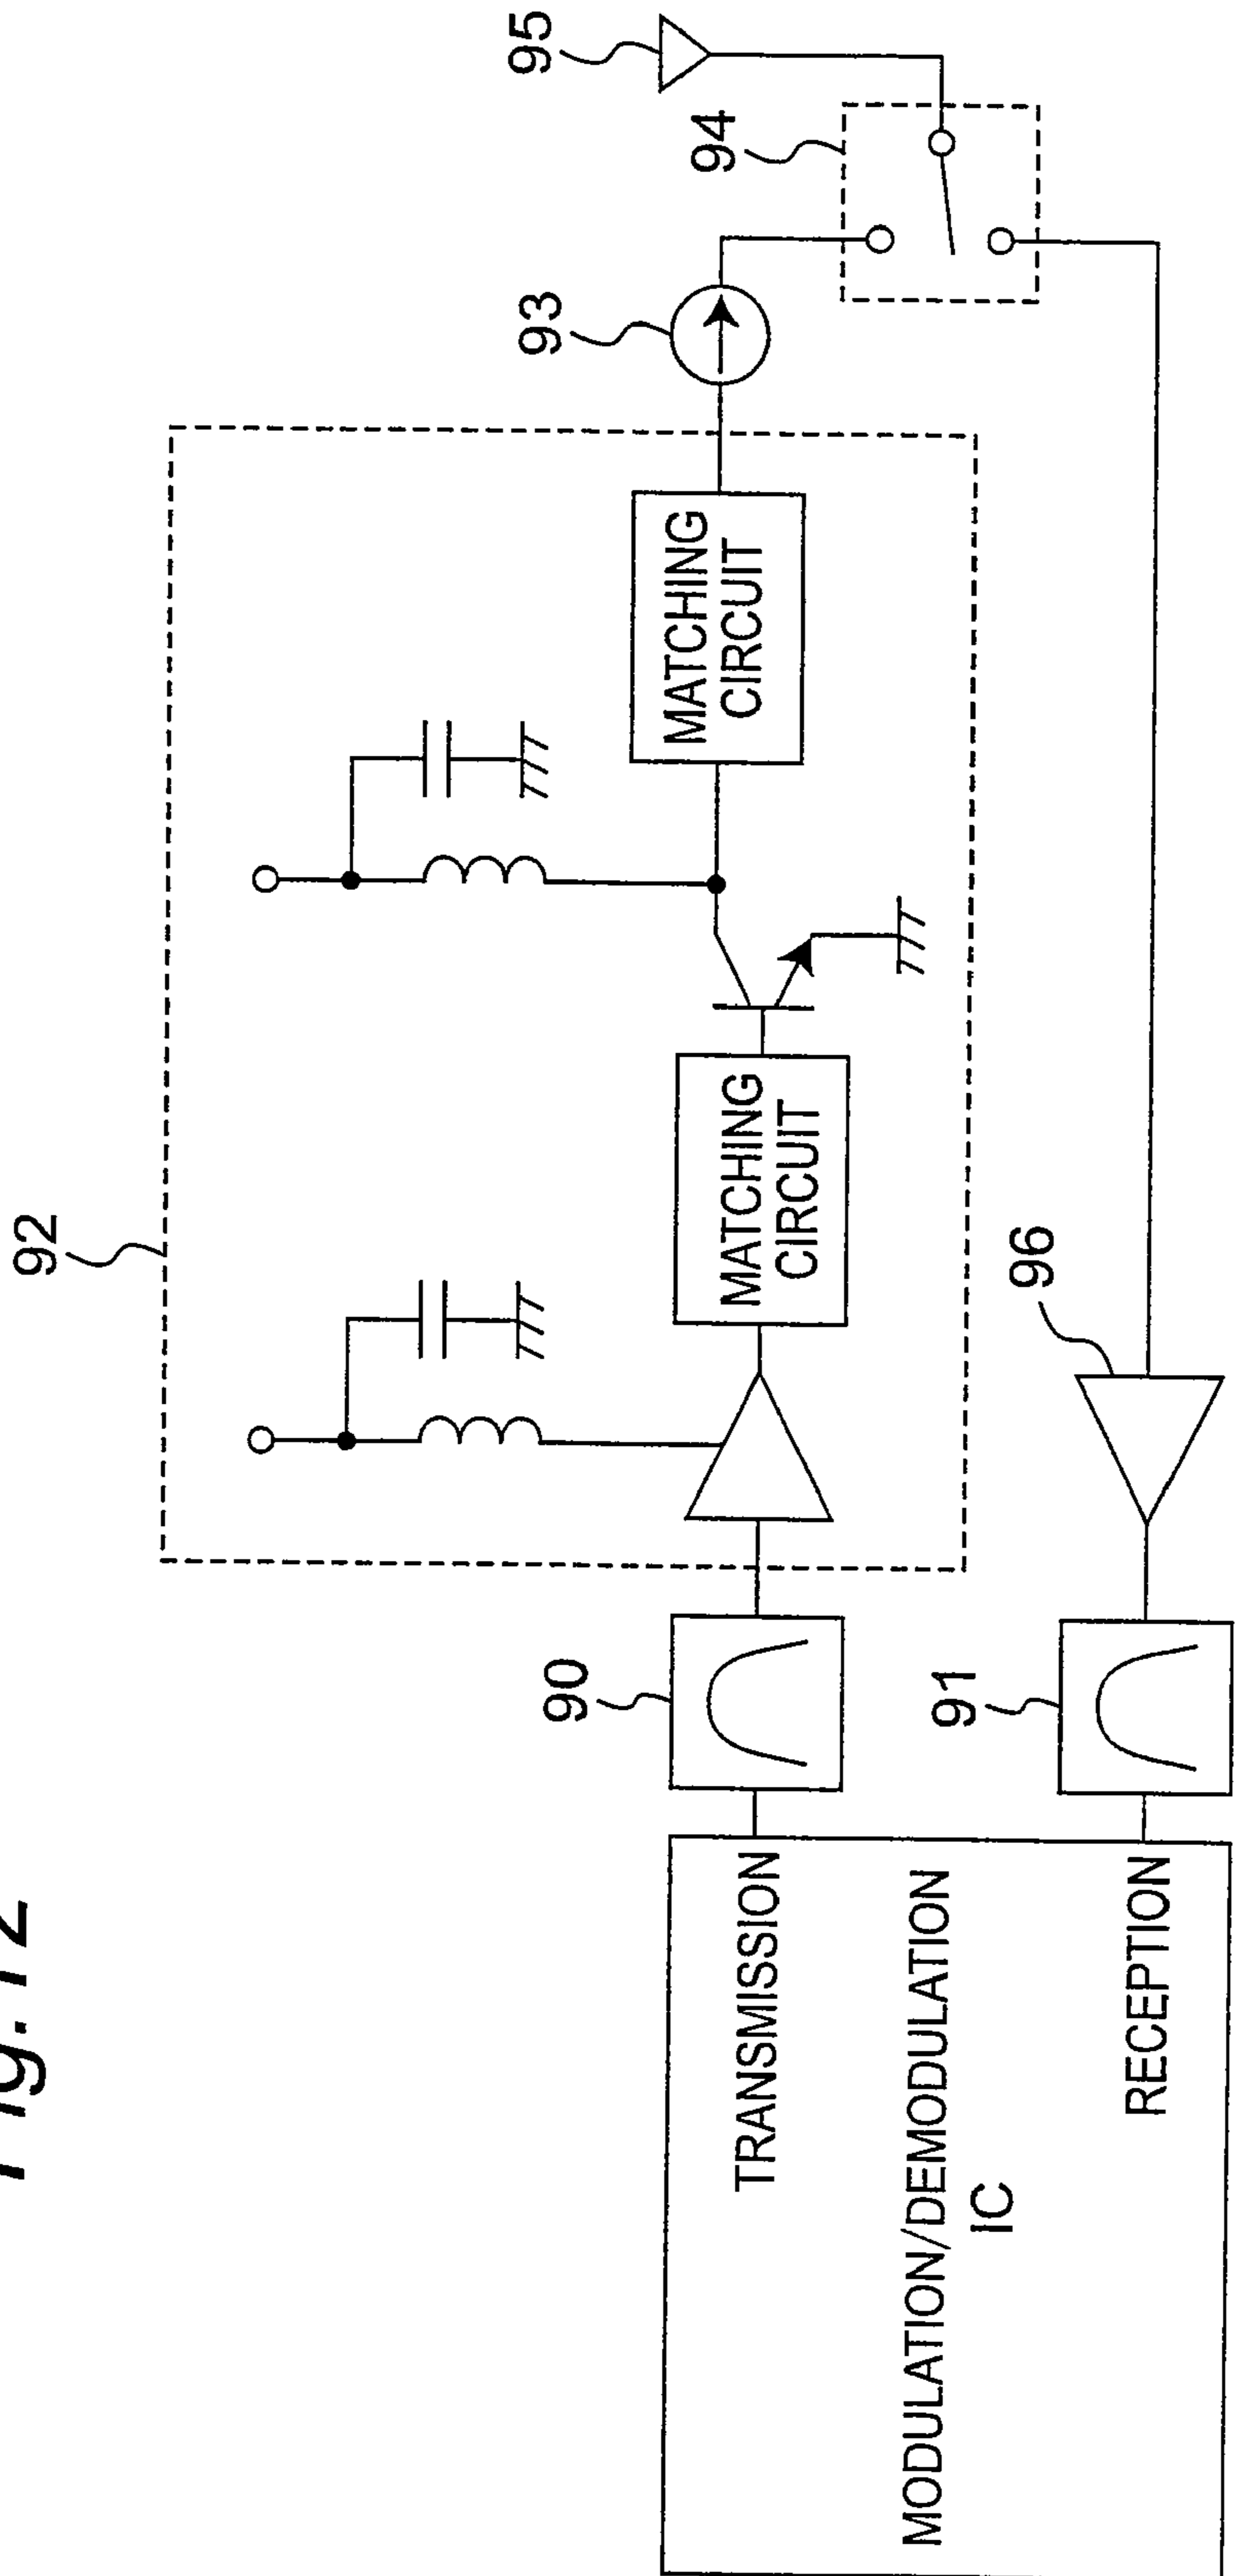 Fig.12
92
95
94
93
MATCHING
CIRCUIT
MATCHING
CIRCUIT
90
96
91
TRANSMISSION
MODULATION/DEMODULATION
IC
RECEPTION